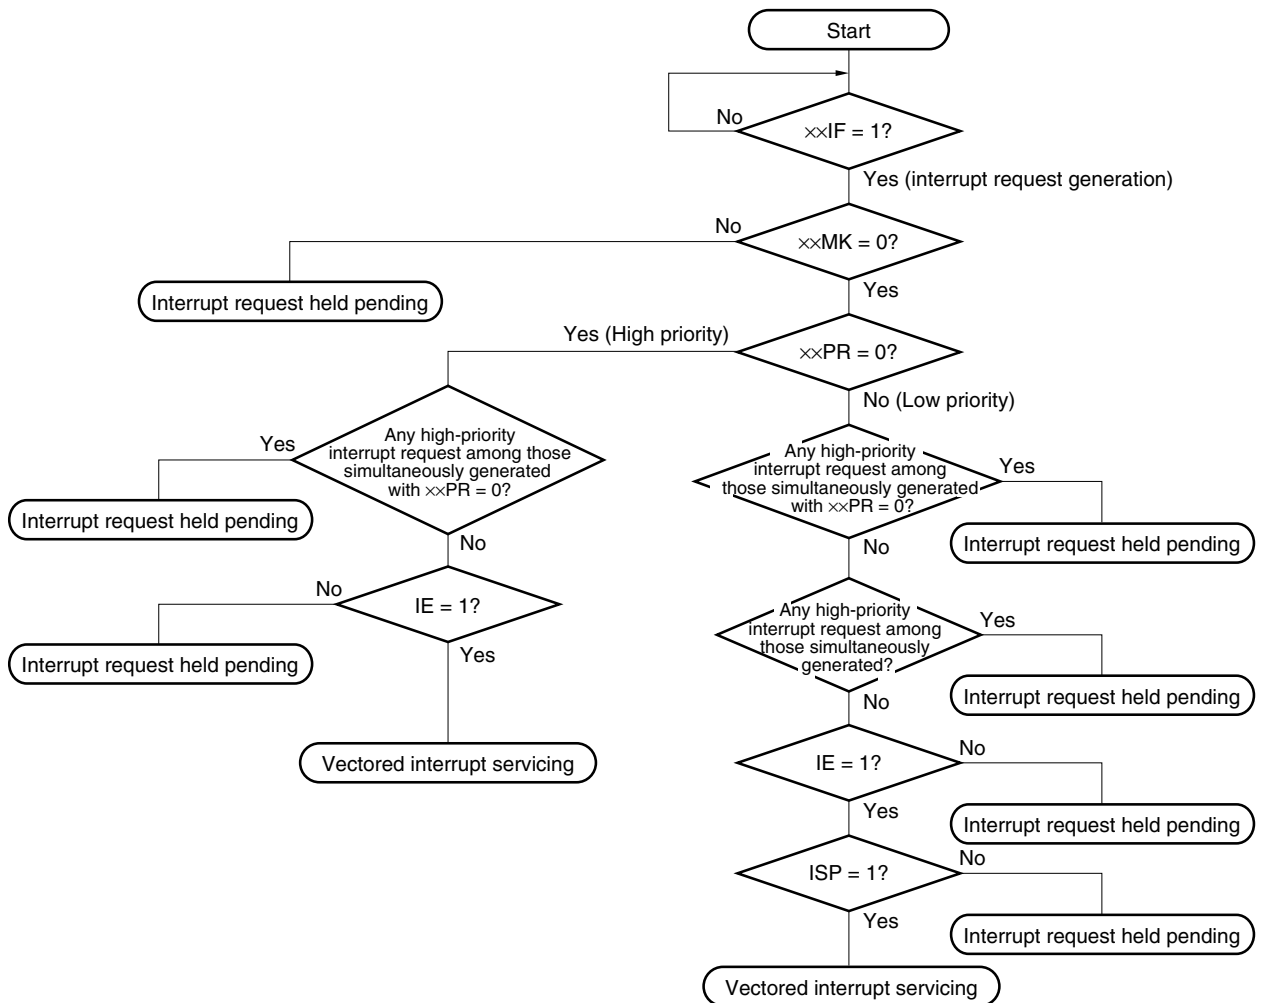 Start
No
××IF = 1?
Yes (interrupt request generation)
No
××MK = 0?
Interrupt request held pending
Yes
Yes (High priority)
××PR = 0?
No (Low priority)
Yes
Any high-priority
interrupt request among those
simultaneously generated
with ××PR = 0?
Any high-priority
interrupt request among
those simultaneously generated
with ××PR = 0?
Yes
Interrupt request held pending
No
Interrupt request held pending
No
No
IE = 1?
Any high-priority
interrupt request among
those simultaneously
generated?
Yes
Interrupt request held pending
Yes
Interrupt request held pending
No
Vectored interrupt servicing
IE = 1?
No
Yes
Interrupt request held pending
ISP = 1?
No
Yes
Interrupt request held pending
Vectored interrupt servicing